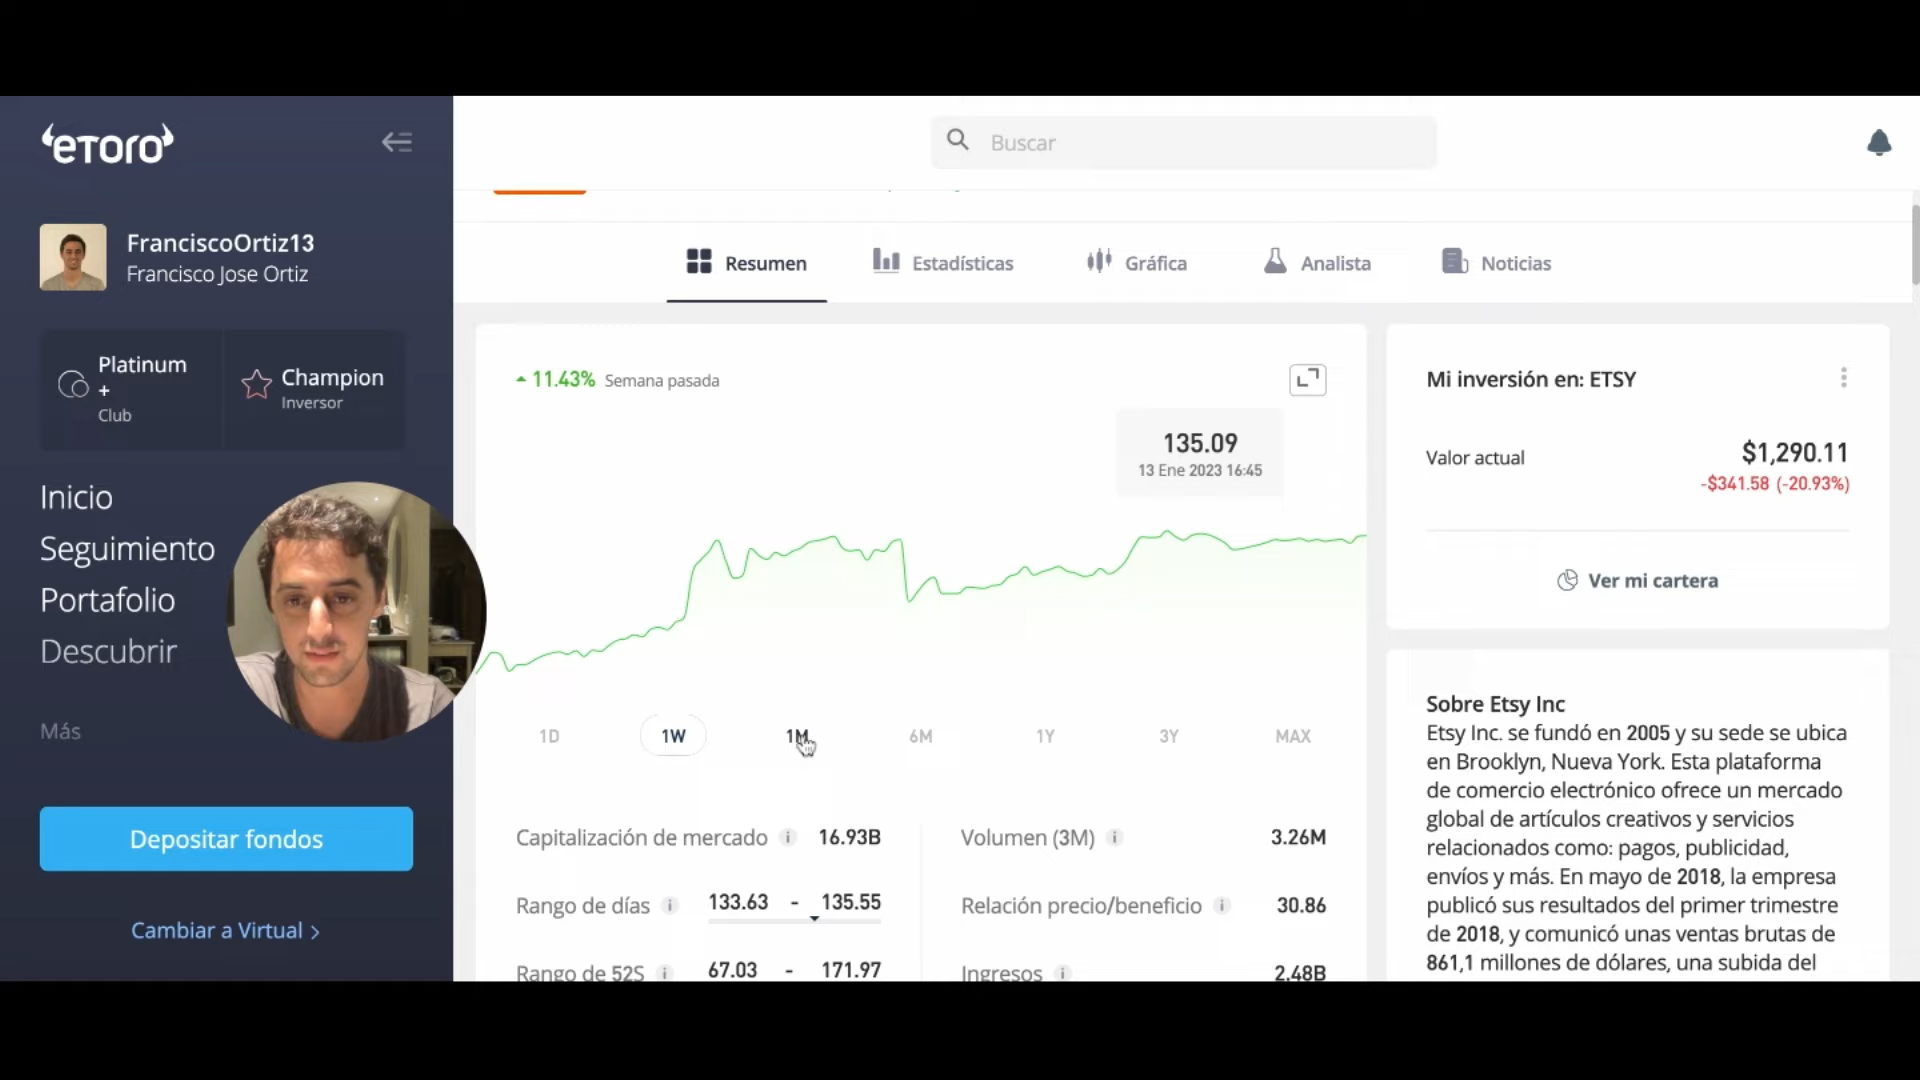 eToro
Buscar
FranciscoOrtiz13
Francisco Jose Ortiz
Platinum
+
Club
Champion
Inversor
Inicio
Seguimiento
Portafolio
Descubrir
Más
Depositar fondos
Cambiar a Virtual >
Resumen
Estadísticas
Gráfica
Analista
Noticias
11.43% Semana pasada
135.09
13 Ene 2023 16:45
1D 1W 1M 6M 1Y 3Y MAX
Capitalización de mercado 16.93B
Volumen (3M) 3.26M
Rango de días 133.63 - 135.55
Relación precio/beneficio 30.86
Rango de 52S 67.03 - 171.97
Ingresos 2.48B
Mi inversión en: ETSY
Valor actual
$1,290.11
-$341.58 (-20.93%)
Ver mi cartera
Sobre Etsy Inc
Etsy Inc. se fundó en 2005 y su sede se ubica
en Brooklyn, Nueva York. Esta plataforma
de comercio electrónico ofrece un mercado
global de artículos creativos y servicios
relacionados como: pagos, publicidad,
envíos y más. En mayo de 2018, la empresa
publicó sus resultados del primer trimestre
de 2018, y comunicó unas ventas brutas de
861,1 millones de dólares, una subida del